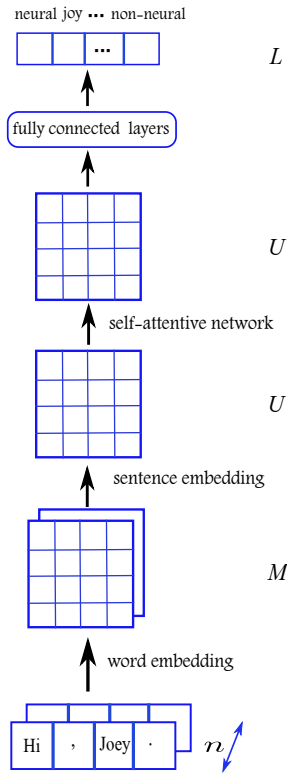 neural joy ... non-neural
...
L
fully connected layers
U
self-attentive network
U
sentence embedding
M
word embedding
Hi , Joey .
n